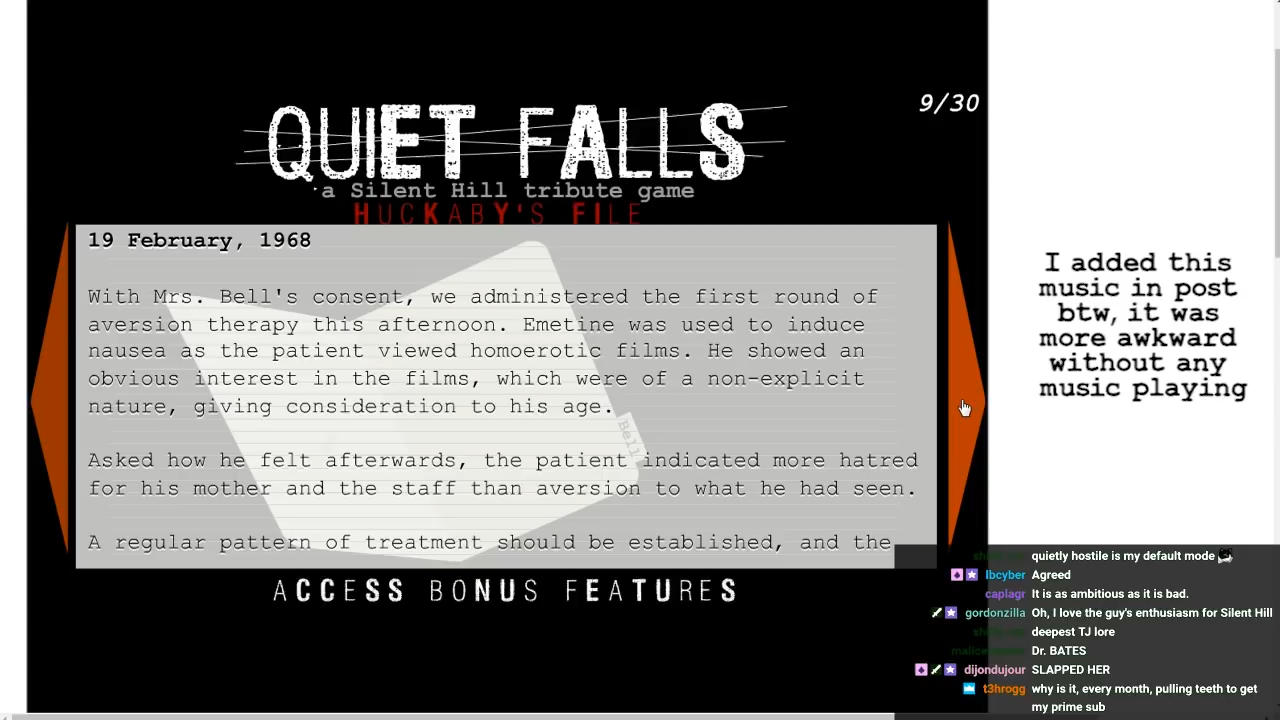 9/30
QUIET FALLS
a Silent Hill tribute game
HUCKABY'S FILE
19 February, 1968
With Mrs. Bell's consent, we administered the first round of
aversion therapy this afternoon. Emetine was used to induce
nausea as the patient viewed homoerotic films. He showed an
obvious interest in the films, which were of a non-explicit
nature, giving consideration to his age.
Bell
Asked how he felt afterwards, the patient indicated more hatred
for his mother and the staff than aversion to what he had seen.
A regular pattern of treatment should be established, and the
ACCESS BONUS FEATURES
I added this
music in post
btw, it was
more awkward
without any
music playing
quietly hostile is my default mode
lbcyber Agreed
caplagr It is as ambitious as it is bad.
gordonzilla Oh, I love the guy's enthusiasm for Silent Hill
deepest TJ lore
Dr. BATES
dijondujour SLAPPED HER
t3hrogg why is it, every month, pulling teeth to get
my prime sub